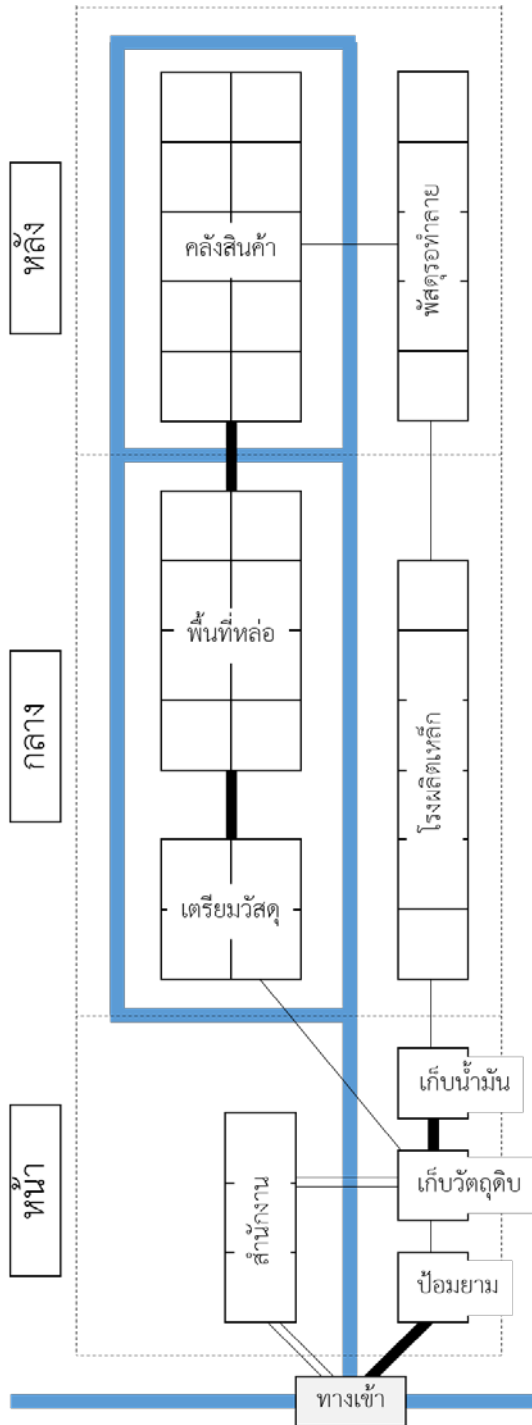 หลัง
คลังสินค้า
พัสดุรอทำลาย
กลาง
พื้นที่หล่อ
โรงผลิตเหล็ก
เตรียมวัสดุ
หน้า
เก็บน้ำมัน
สำนักงาน
เก็บวัตถุดิบ
ป้อมยาม
ทางเข้า